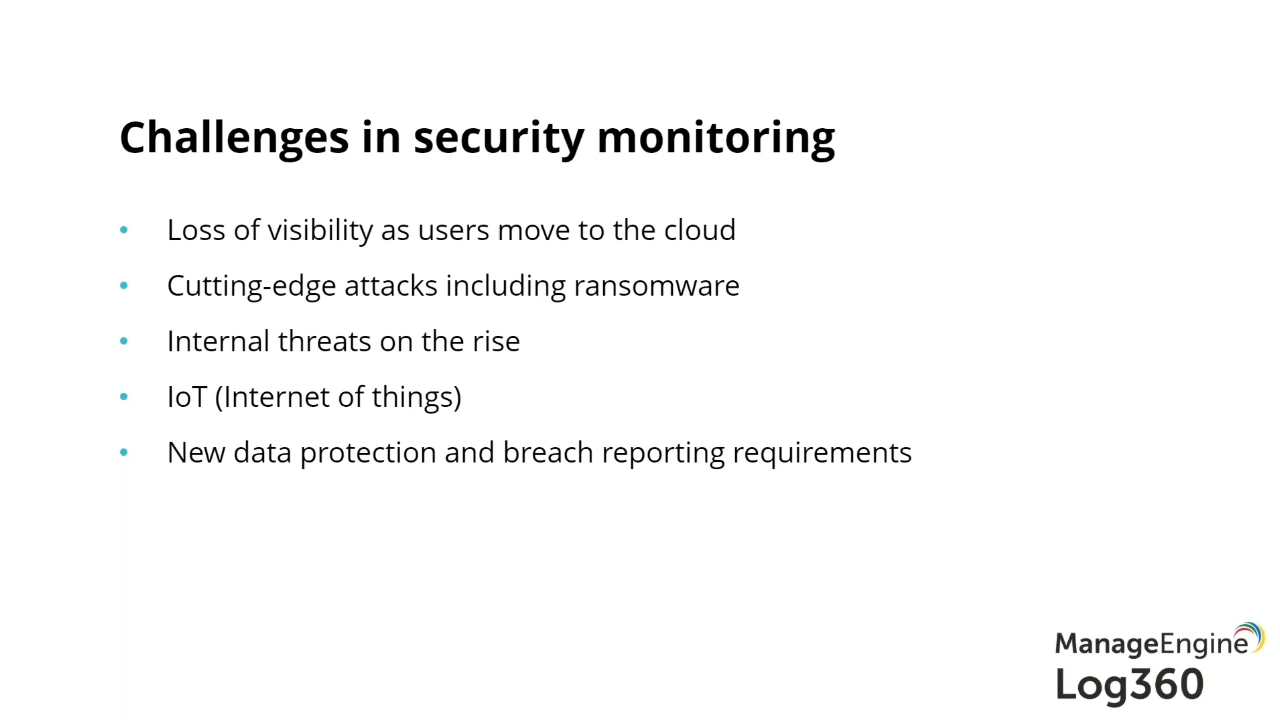 Challenges in security monitoring
• Loss of visibility as users move to the cloud
• Cutting-edge attacks including ransomware
• Internal threats on the rise
• IoT (Internet of things)
• New data protection and breach reporting requirements
ManageEngine
Log360